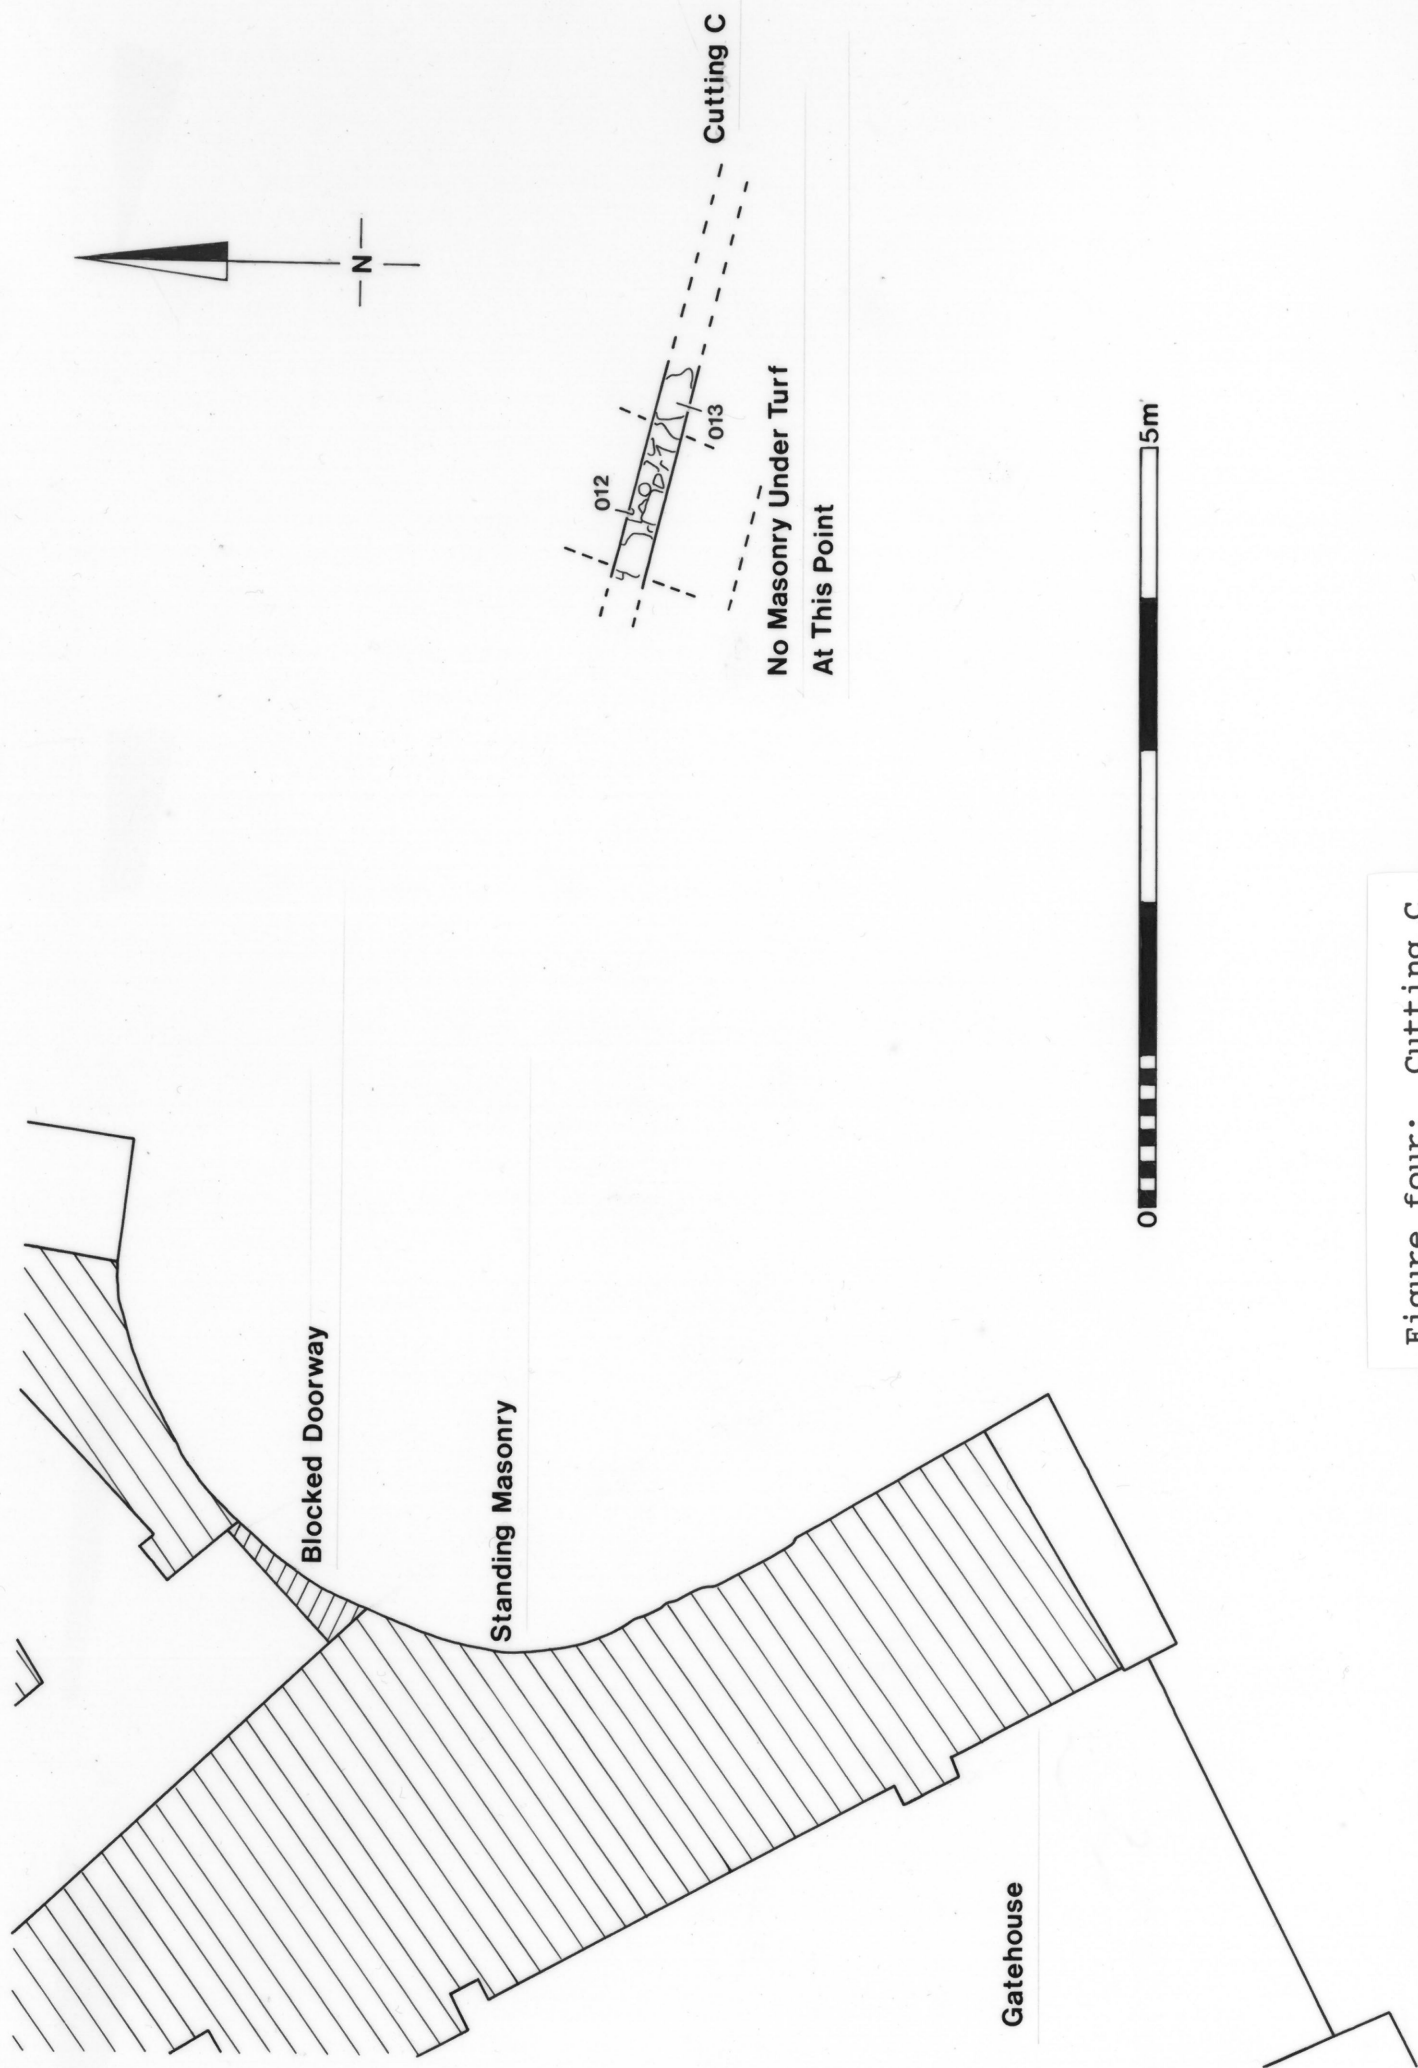 Cutting C
N
012
013
No Masonry Under Turf
At This Point
Blocked Doorway
Standing Masonry
Gatehouse
0 5m
Figure four: Cutting C